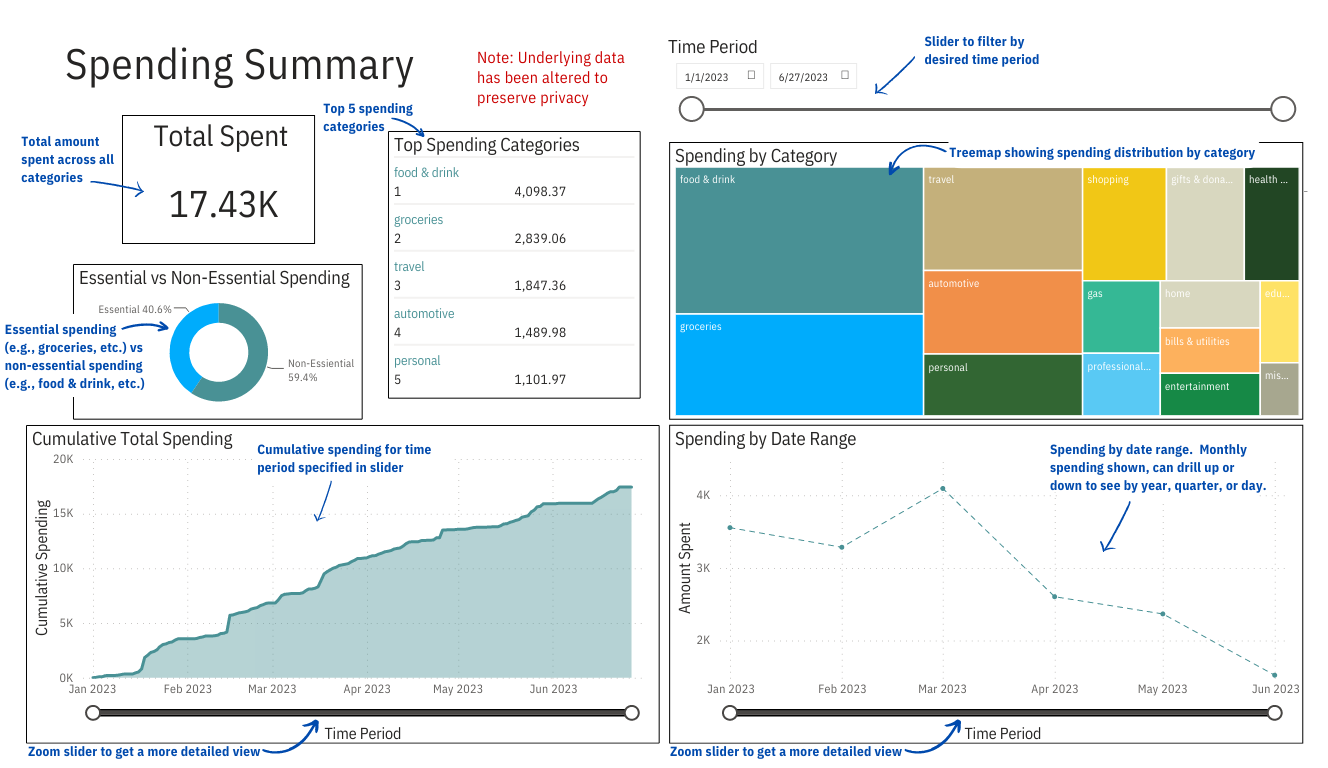 Spending Summary
Note: Underlying data
has been altered to
preserve privacy
Time Period
1/1/2023
6/27/2023
Slider to filter by
desired time period
Total amount
spent across all
categories
Total Spent
17.43K
Top 5 spending
categories
Top Spending Categories
food & drink
1 4,098.37
groceries
2 2,839.06
travel
3 1,847.36
automotive
4 1,489.98
personal
5 1,101.97
Spending by Category
Treemap showing spending distribution by category
food & drink
travel
shopping
gifts & dona...
health ...
automotive
gas
home
edu...
groceries
bills & utilities
personal
professional...
entertainment
mis...
Essential vs Non-Essential Spending
Essential 40.6%
Non-Essiential
59.4%
Essential spending
(e.g., groceries, etc.) vs
non-essential spending
(e.g., food & drink, etc.)
Cumulative Total Spending
Cumulative spending for time
period specified in slider
Cumulative Spending
20K
15K
10K
5K
0K
Jan 2023 Feb 2023 Mar 2023 Apr 2023 May 2023 Jun 2023
Time Period
Zoom slider to get a more detailed view
Spending by Date Range
Spending by date range. Monthly
spending shown, can drill up or
down to see by year, quarter, or day.
Amount Spent
4K
3K
2K
Jan 2023 Feb 2023 Mar 2023 Apr 2023 May 2023 Jun 2023
Time Period
Zoom slider to get a more detailed view